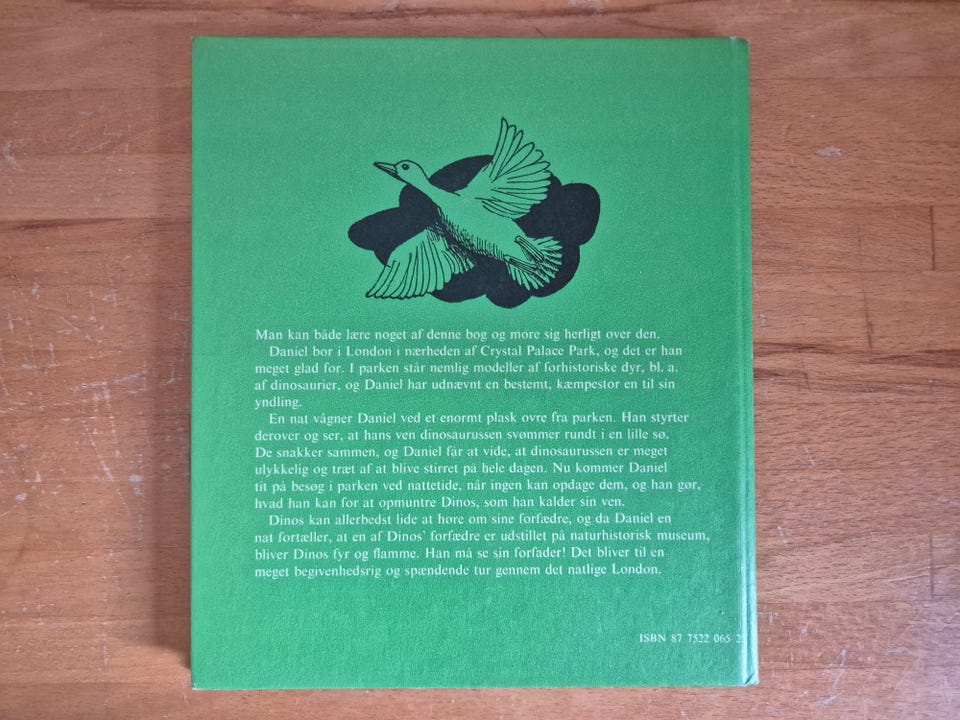 Man kan både lære noget af denne bog og more sig herligt over den.
Daniel bor i London i nærheden af Crystal Palace Park, og det er han
meget glad for. I parken står nemlig modeller af forhistoriske dyr, bl. a.
af dinosaurier, og Daniel har udnævnt en bestemt, kæmpestor en til sin
yndling.
En nat vågner Daniel ved et enormt plask ovre fra parken. Han styrter
derover og ser, at hans ven dinosaurussen svømmer rundt i en lille sø.
De snakker sammen, og Daniel får at vide, at dinosaurussen er meget
ulykkelig og træt af at blive stirret på hele dagen. Nu kommer Daniel
tit på besøg i parken ved nattetide, når ingen kan opdage dem, og han gør,
hvad han kan for at opmuntre Dinos, som han kalder sin ven.
Dinos kan allerbedst lide at høre om sine forfædre, og da Daniel en
nat fortæller, at en af Dinos' forfædre er udstillet på naturhistorisk museum,
bliver Dinos fyr og flamme. Han må se sin forfader! Det bliver til en
meget begivenhedsrig og spændende tur gennem det natlige London.
ISBN 87 7522 065 2